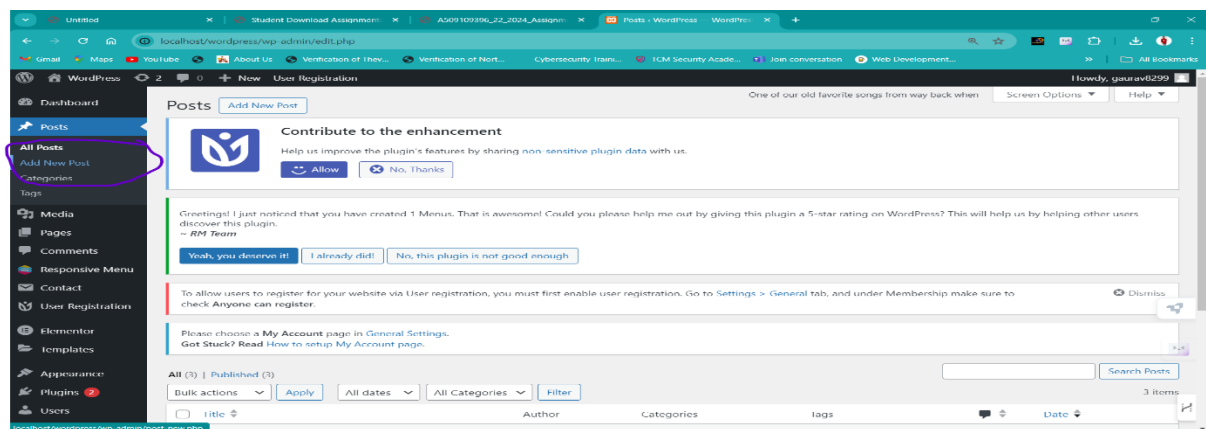 Untitled
Student Download Assignment
A509109396_22_2024_Assignm
Posts ‹ WordPress — WordPres
localhost/wordpress/wp-admin/edit.php
Gmail Maps YouTube About Us Verification of They... Verification of Nort... Cybersecurity Traini... TCM Security Acade... Join conversation Web Development... » All Bookmarks
WordPress 2 0 + New User Registration Howdy, gaurav8299
Dashboard
Posts
All Posts
Add New Post
Categories
Tags
Media
Pages
Comments
Responsive Menu
Contact
User Registration
Elementor
Templates
Appearance
Plugins 2
Users
localhost/wordpress/wp-admin/post-new.php
Posts Add New Post
One of our old favorite songs from way back when
Screen Options Help
Contribute to the enhancement
Help us improve the plugin's features by sharing non-sensitive plugin data with us.
Allow No, Thanks
Greetings! I just noticed that you have created 1 Menus. That is awesome! Could you please help me out by giving this plugin a 5-star rating on WordPress? This will help us by helping other users
discover this plugin.
~ RM Team
Yeah, you deserve it! I already did! No, this plugin is not good enough
To allow users to register for your website via User registration, you must first enable user registration. Go to Settings > General tab, and under Membership make sure to
check Anyone can register.
Dismiss
Please choose a My Account page in General Settings.
Got Stuck? Read How to setup My Account page.
All (3) | Published (3)
Search Posts
Bulk actions Apply All dates All Categories Filter 3 items
Title Author Categories Tags Date